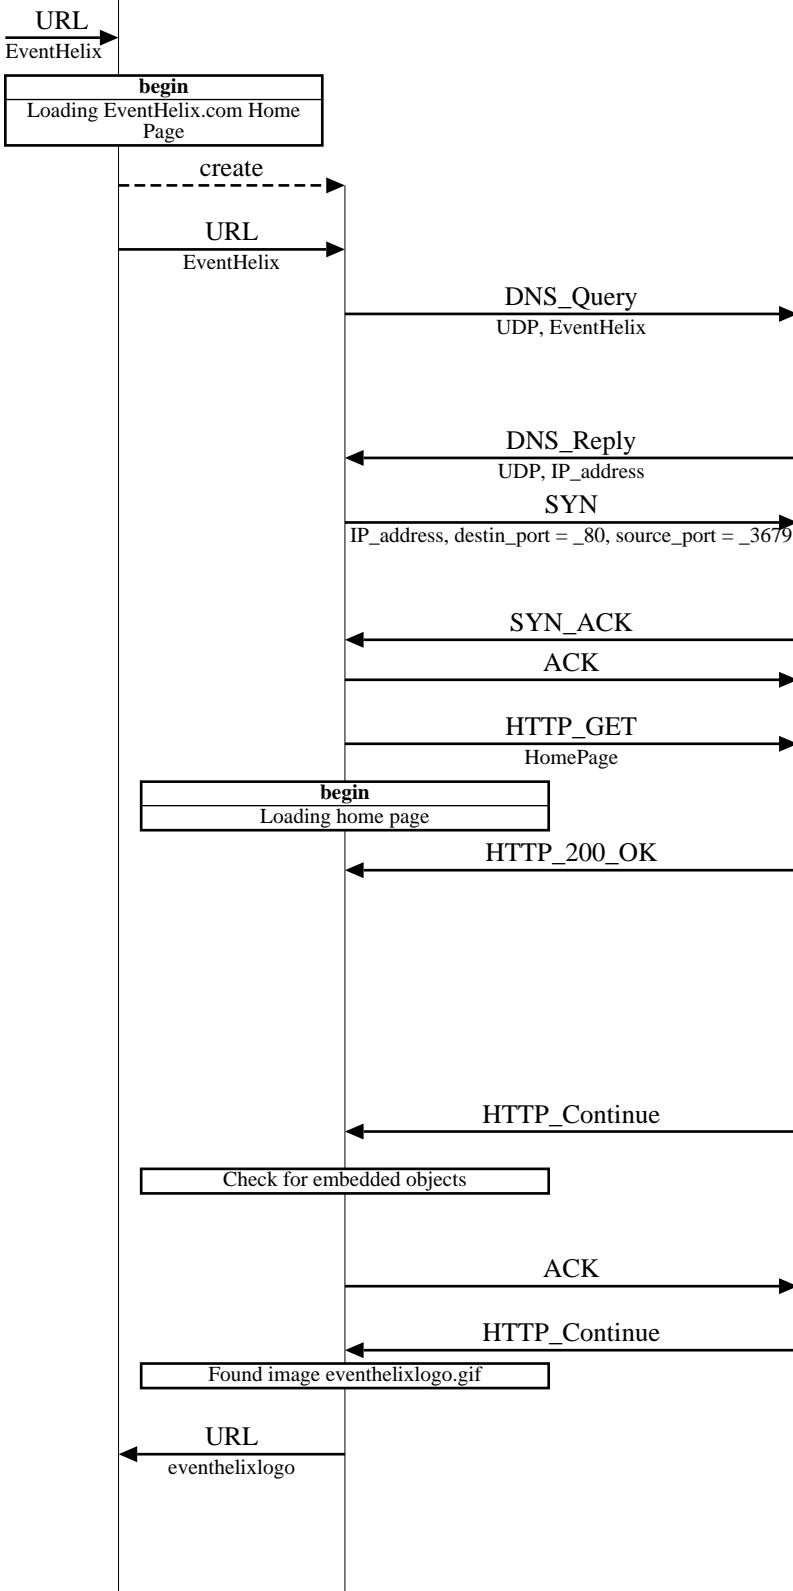 URL
EventHelix
begin
Loading EventHelix.com Home
Page
create
URL
EventHelix
DNS_Query
UDP, EventHelix
DNS_Reply
UDP, IP_address
SYN
IP_address, destin_port = _80, source_port = _3679
SYN_ACK
ACK
HTTP_GET
HomePage
begin
Loading home page
HTTP_200_OK
HTTP_Continue
Check for embedded objects
ACK
HTTP_Continue
Found image eventhelixlogo.gif
URL
eventhelixlogo